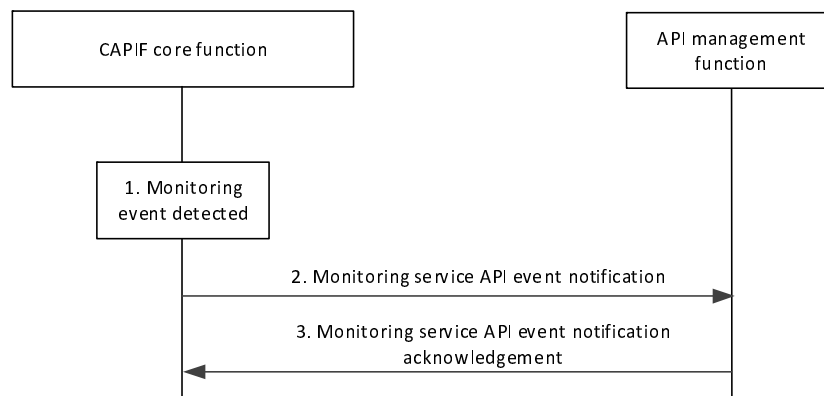 CAPIF core function
API management
function
1. Monitoring
event detected
2. Monitoring service API event notification
3. Monitoring service API event notification
acknowledgement